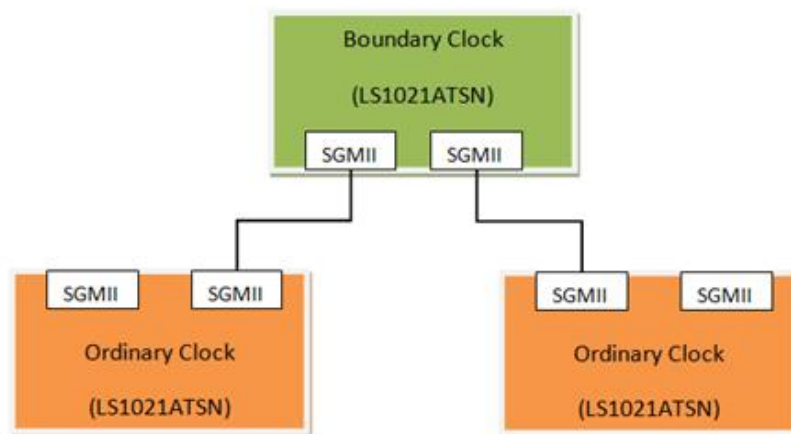 Boundary Clock
(LS1021ATSN)
SGMII
SGMII
SGMII
SGMII
SGMII
SGMII
Ordinary Clock
(LS1021ATSN)
Ordinary Clock
(LS1021ATSN)